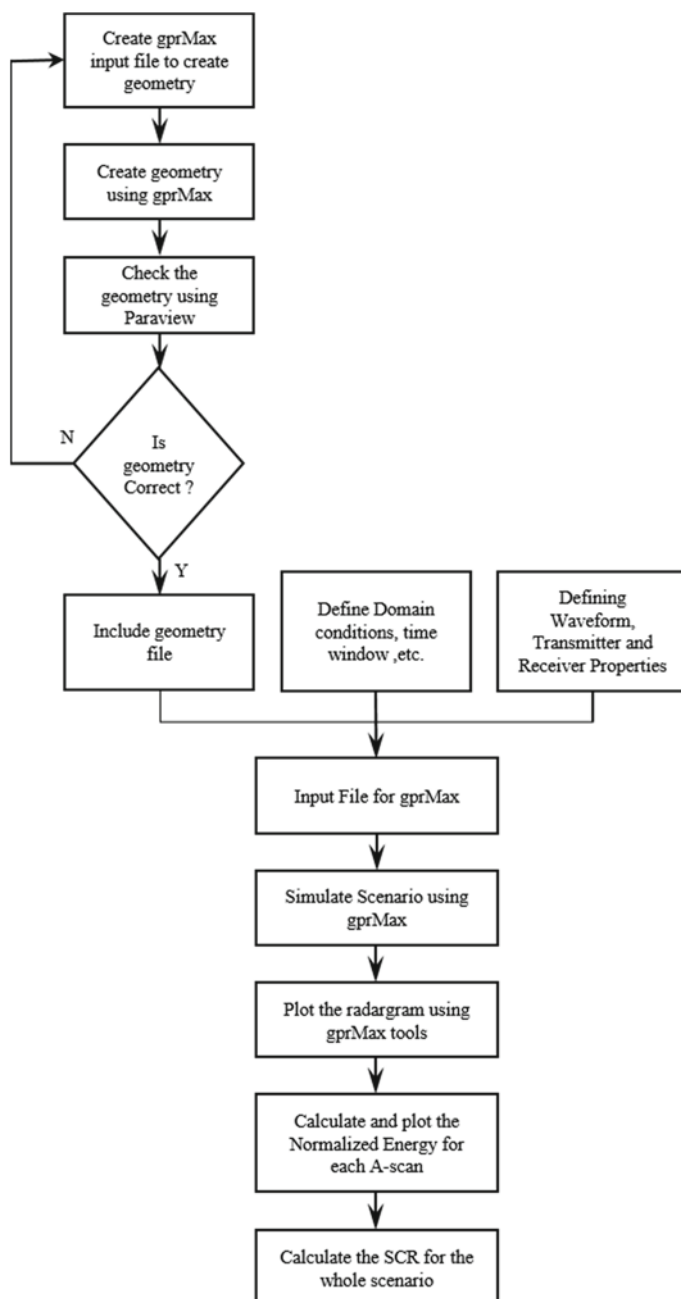 Create gprMax
input file to create
geometry
Create geometry
using gprMax
Check the
geometry using
Paraview
N
Is
geometry
Correct ?
Y
Include geometry
file
Define Domain
conditions, time
window ,etc.
Defining
Waveform,
Transmitter and
Receiver Properties
Input File for gprMax
Simulate Scenario using
gprMax
Plot the radargram using
gprMax tools
Calculate and plot the
Normalized Energy for
each A-scan
Calculate the SCR for the
whole scenario